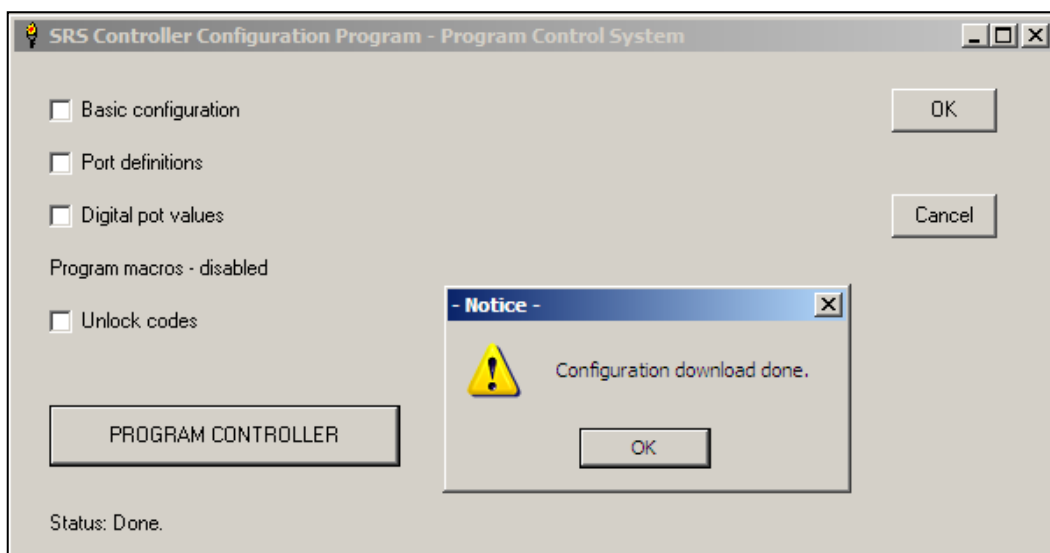 SRS Controller Configuration Program - Program Control System
Basic configuration
OK
Port definitions
Digital pot values
Cancel
Program macros - disabled
Unlock codes
- Notice -
Configuration download done.
OK
PROGRAM CONTROLLER
Status: Done.